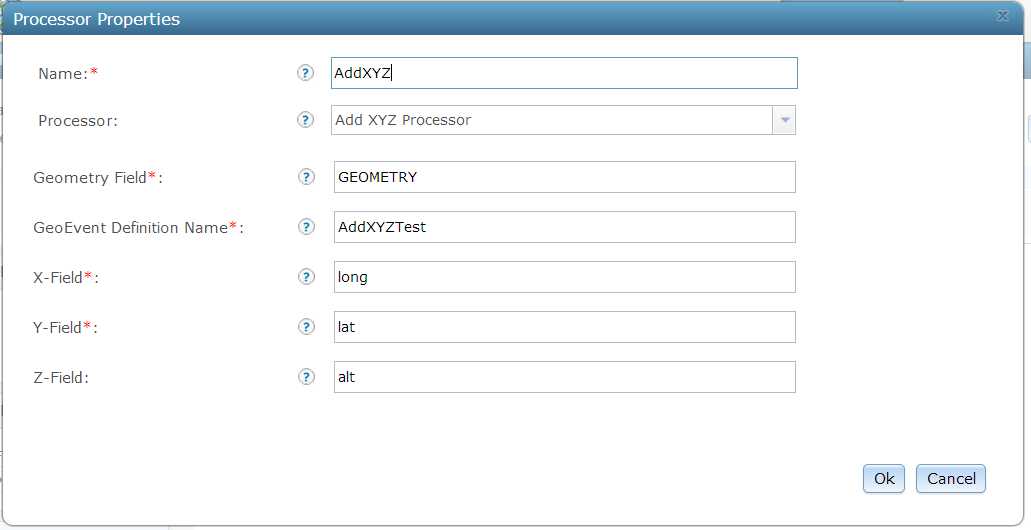 Processor Properties
Name:* ? AddXYZ
Processor: ? Add XYZ Processor
Geometry Field*: ? GEOMETRY
GeoEvent Definition Name*: ? AddXYZTest
X-Field*: ? long
Y-Field*: ? lat
Z-Field: ? alt
Ok Cancel